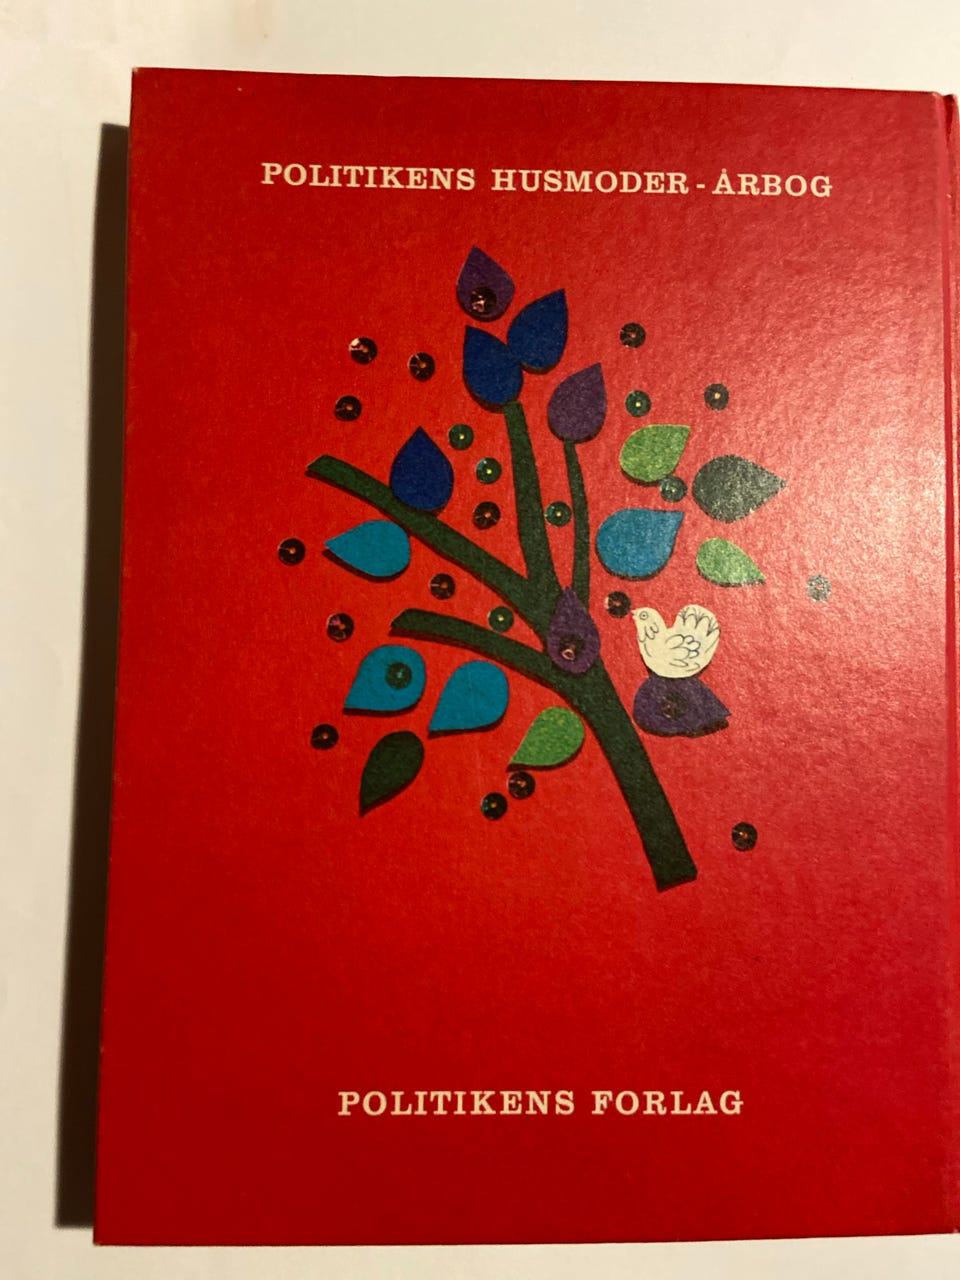 POLITIKENS HUSMODER - ÅRBOG
POLITIKENS FORLAG